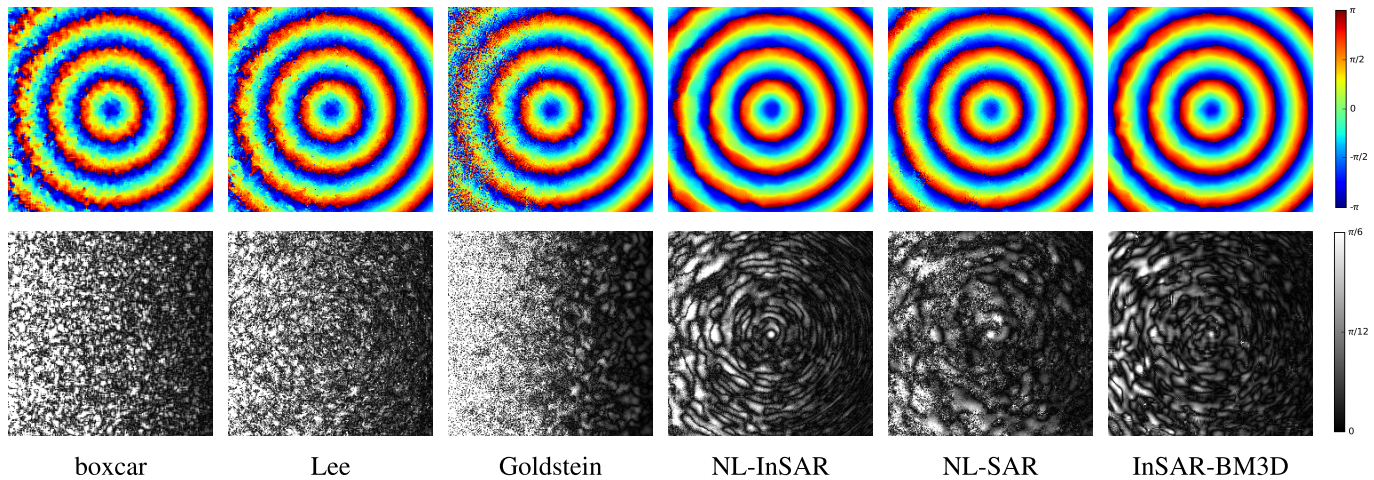 π
π/2
0
-π/2
-π
π/6
π/12
0
boxcar Lee Goldstein NL-InSAR NL-SAR InSAR-BM3D